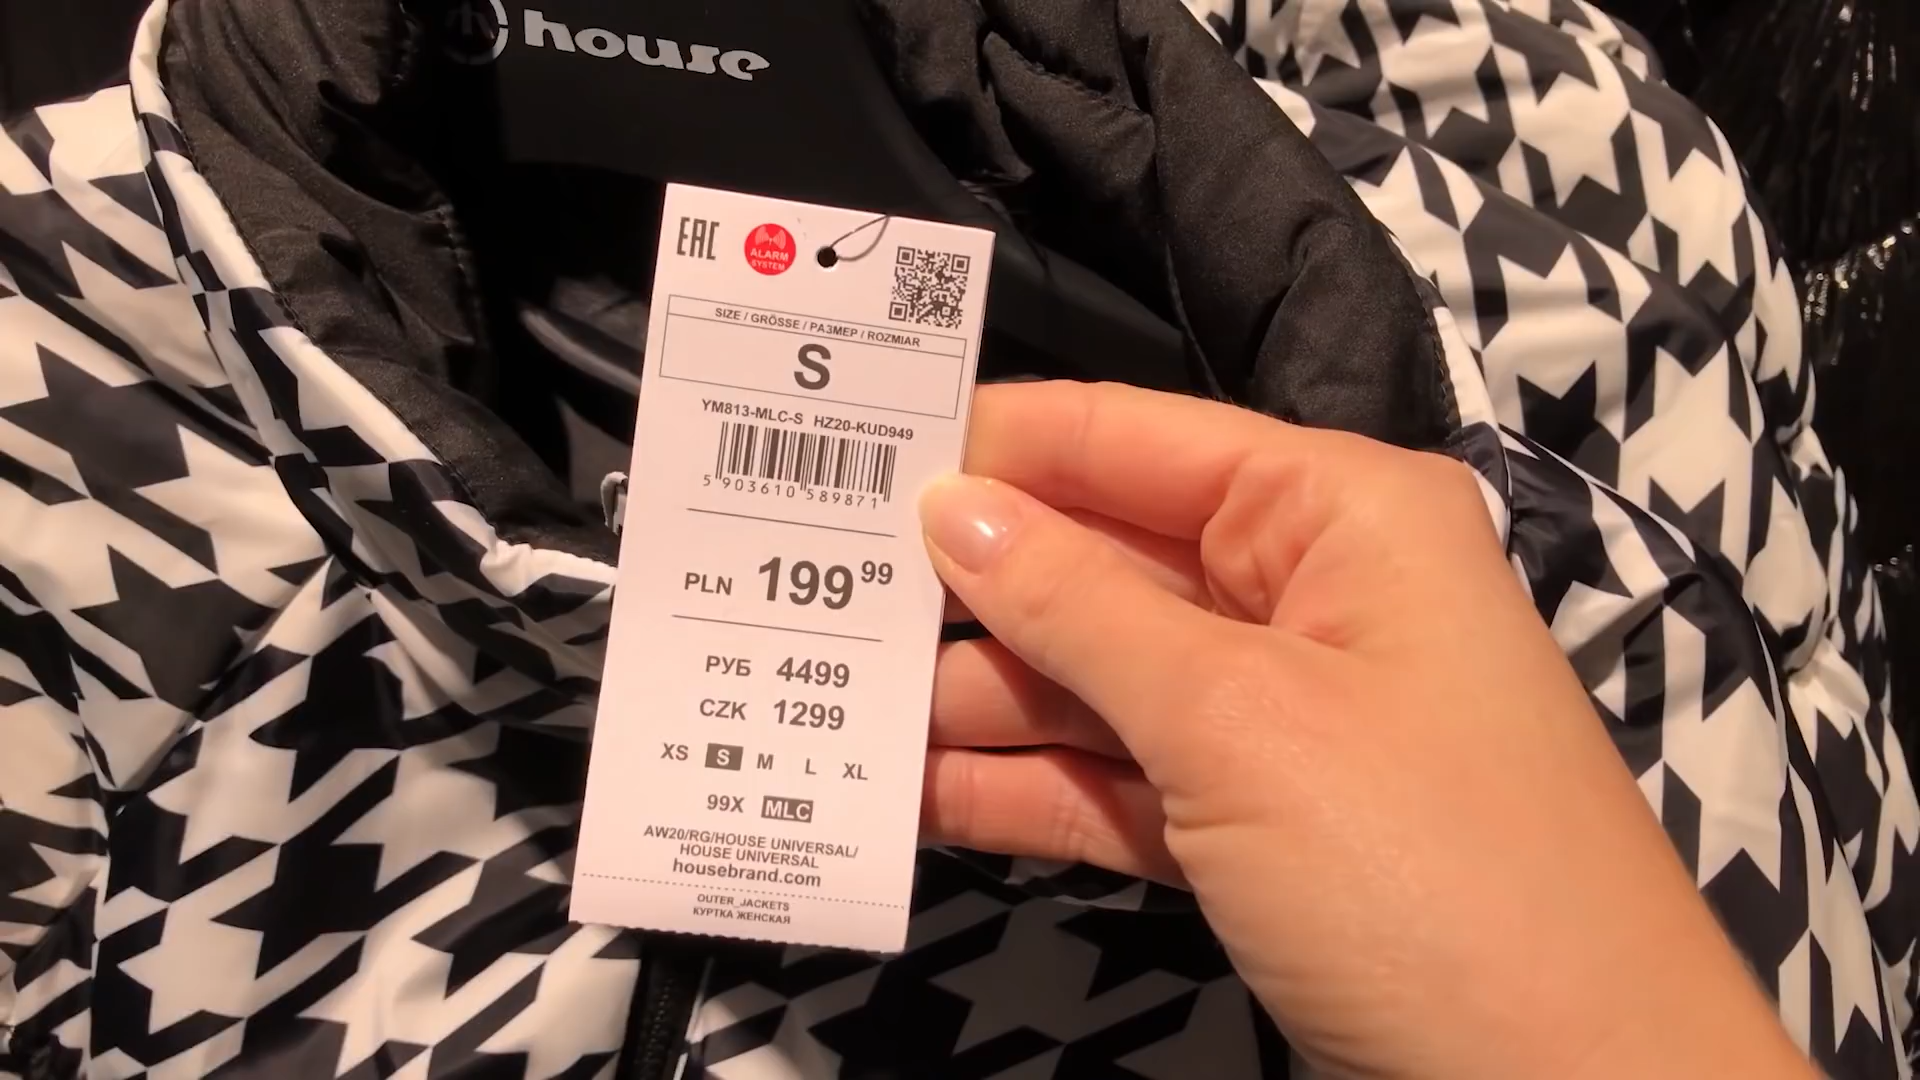 house
EAC
ALARM
SYSTEM
SIZE / GRÖSSE / РАЗМЕР / ROZMIAR
S
YM813-MLC-S HZ20-KUD949
5 903610 589871
PLN 199 99
РУБ 4499
CZK 1299
XS S M L XL
99X MLC
AW20/RG/HOUSE UNIVERSAL/
HOUSE UNIVERSAL
housebrand.com
OUTER_JACKETS
КУРТКА ЖЕНСКАЯ